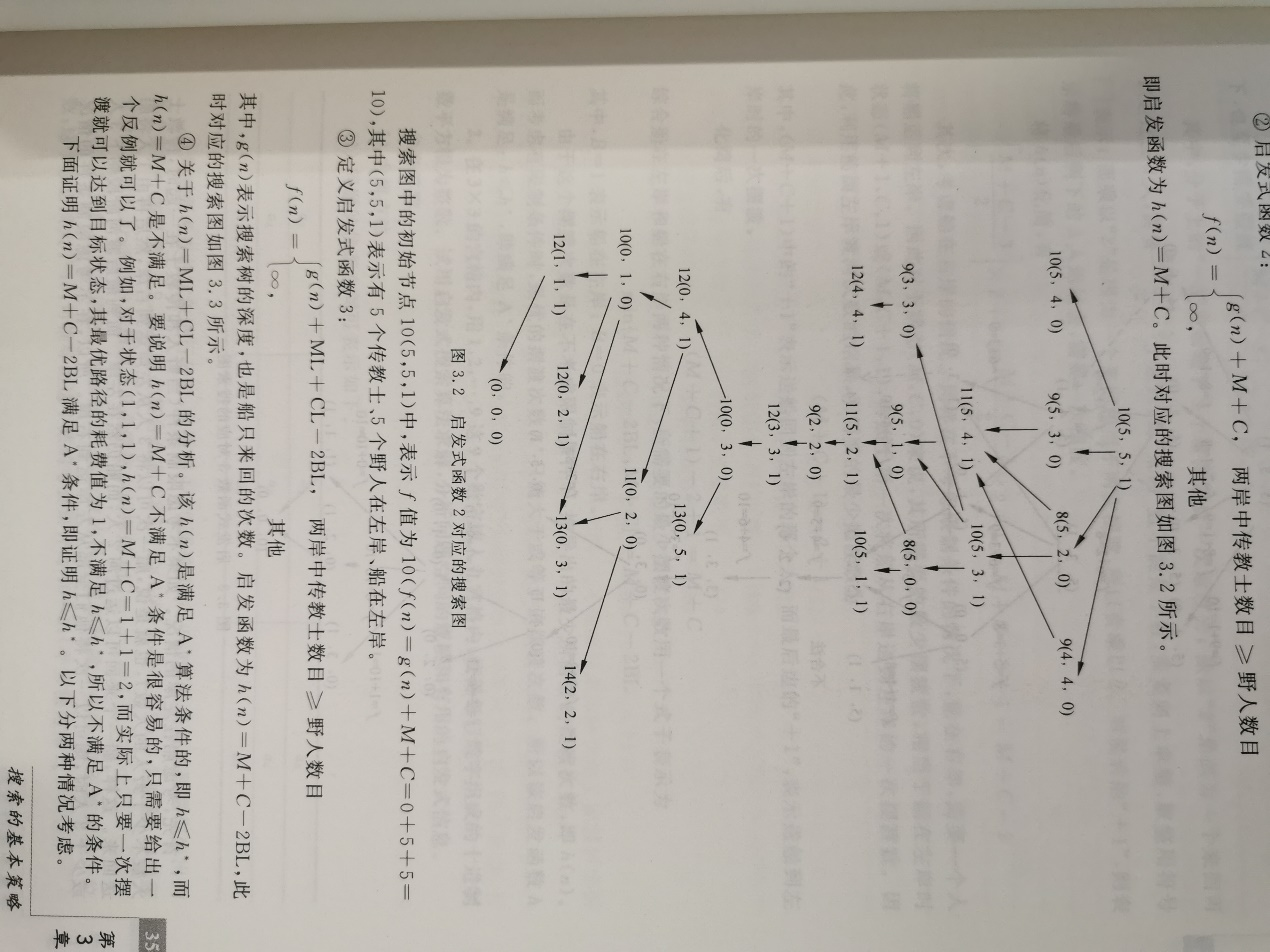 ② 启发式函数 2:
f(n) = { g(n) + M + C, 两岸中传教士数目 ≥ 野人数目
∞, 其他
即启发函数为 h(n)=M+C。此时对应的搜索图如图 3.2 所示。
10(5, 5, 1)
10(5, 4, 0)
9(5, 3, 0)
8(5, 2, 0)
9(4, 4, 0)
11(5, 4, 1)
10(5, 3, 1)
9(3, 3, 0)
9(5, 1, 0)
8(5, 0, 0)
12(4, 4, 1)
11(5, 2, 1)
10(5, 1, 1)
9(2, 2, 0)
12(3, 3, 1)
10(0, 3, 0)
12(0, 4, 1)
13(0, 5, 1)
10(0, 1, 0)
11(0, 2, 0)
12(1, 1, 1)
12(0, 2, 1)
13(0, 3, 1)
14(2, 2, 1)
(0, 0, 0)
图 3.2 启发式函数 2 对应的搜索图
搜索图中的初始节点 10(5,5,1)中,表示 f 值为 10(f(n)=g(n)+M+C=0+5+5=
10),其中(5,5,1)表示有 5 个传教士、5 个野人在左岸、船在左岸。
③ 定义启发式函数 3:
f(n) = { g(n) + ML + CL − 2BL, 两岸中传教士数目 ≥ 野人数目
∞, 其他
其中,g(n)表示搜索树的深度,也是船只来回的次数。启发函数为 h(n)=M+C−2BL,此
时对应的搜索图如图 3.3 所示。
④ 关于 h(n)=ML+CL−2BL 的分析。该 h(n)是满足 A* 算法条件的,即 h≤h*,而
h(n)=M+C 是不满足。要说明 h(n)=M+C 不满足 A* 条件是很容易的,只需要给出一
个反例就可以了。例如,对于状态(1,1,1),h(n)=M+C=1+1=2,而实际上只要一次摆
渡就可以达到目标状态,其最优路径的耗费值为 1,不满足 h≤h*,所以不满足 A* 的条件。
下面证明 h(n)=M+C−2BL 满足 A* 条件,即证明 h≤h*。以下分两种情况考虑。
35
第
3
章
搜索的基本策略